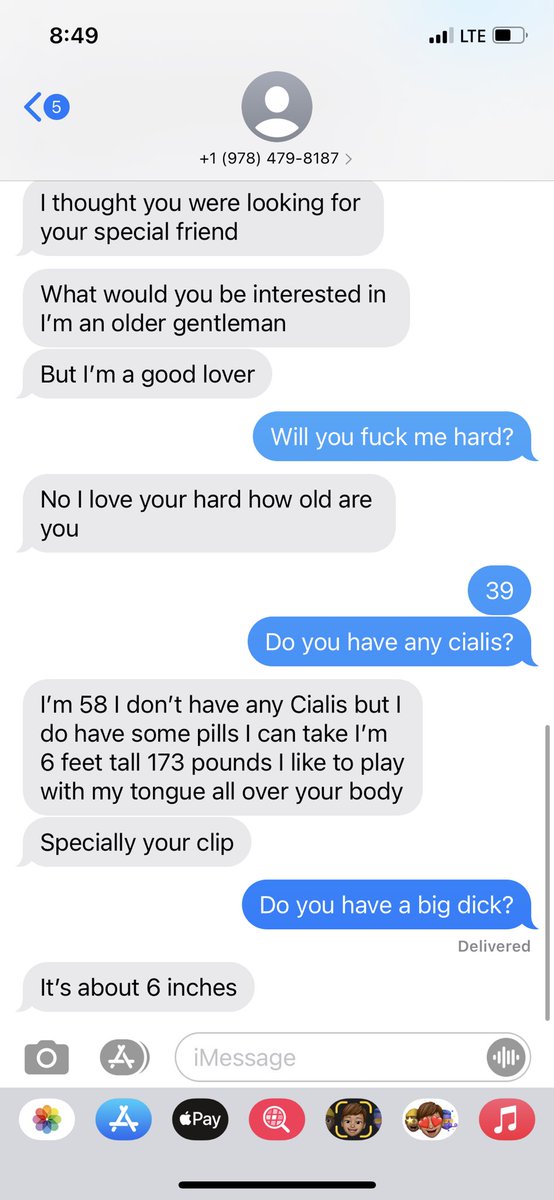 8:49
LTE
5
+1 (978) 479-8187 >
I thought you were looking for
your special friend
What would you be interested in
I'm an older gentleman
But I'm a good lover
Will you fuck me hard?
No I love your hard how old are
you
39
Do you have any cialis?
I'm 58 I don't have any Cialis but I
do have some pills I can take I'm
6 feet tall 173 pounds I like to play
with my tongue all over your body
Specially your clip
Do you have a big dick?
Delivered
It's about 6 inches
iMessage
Pay